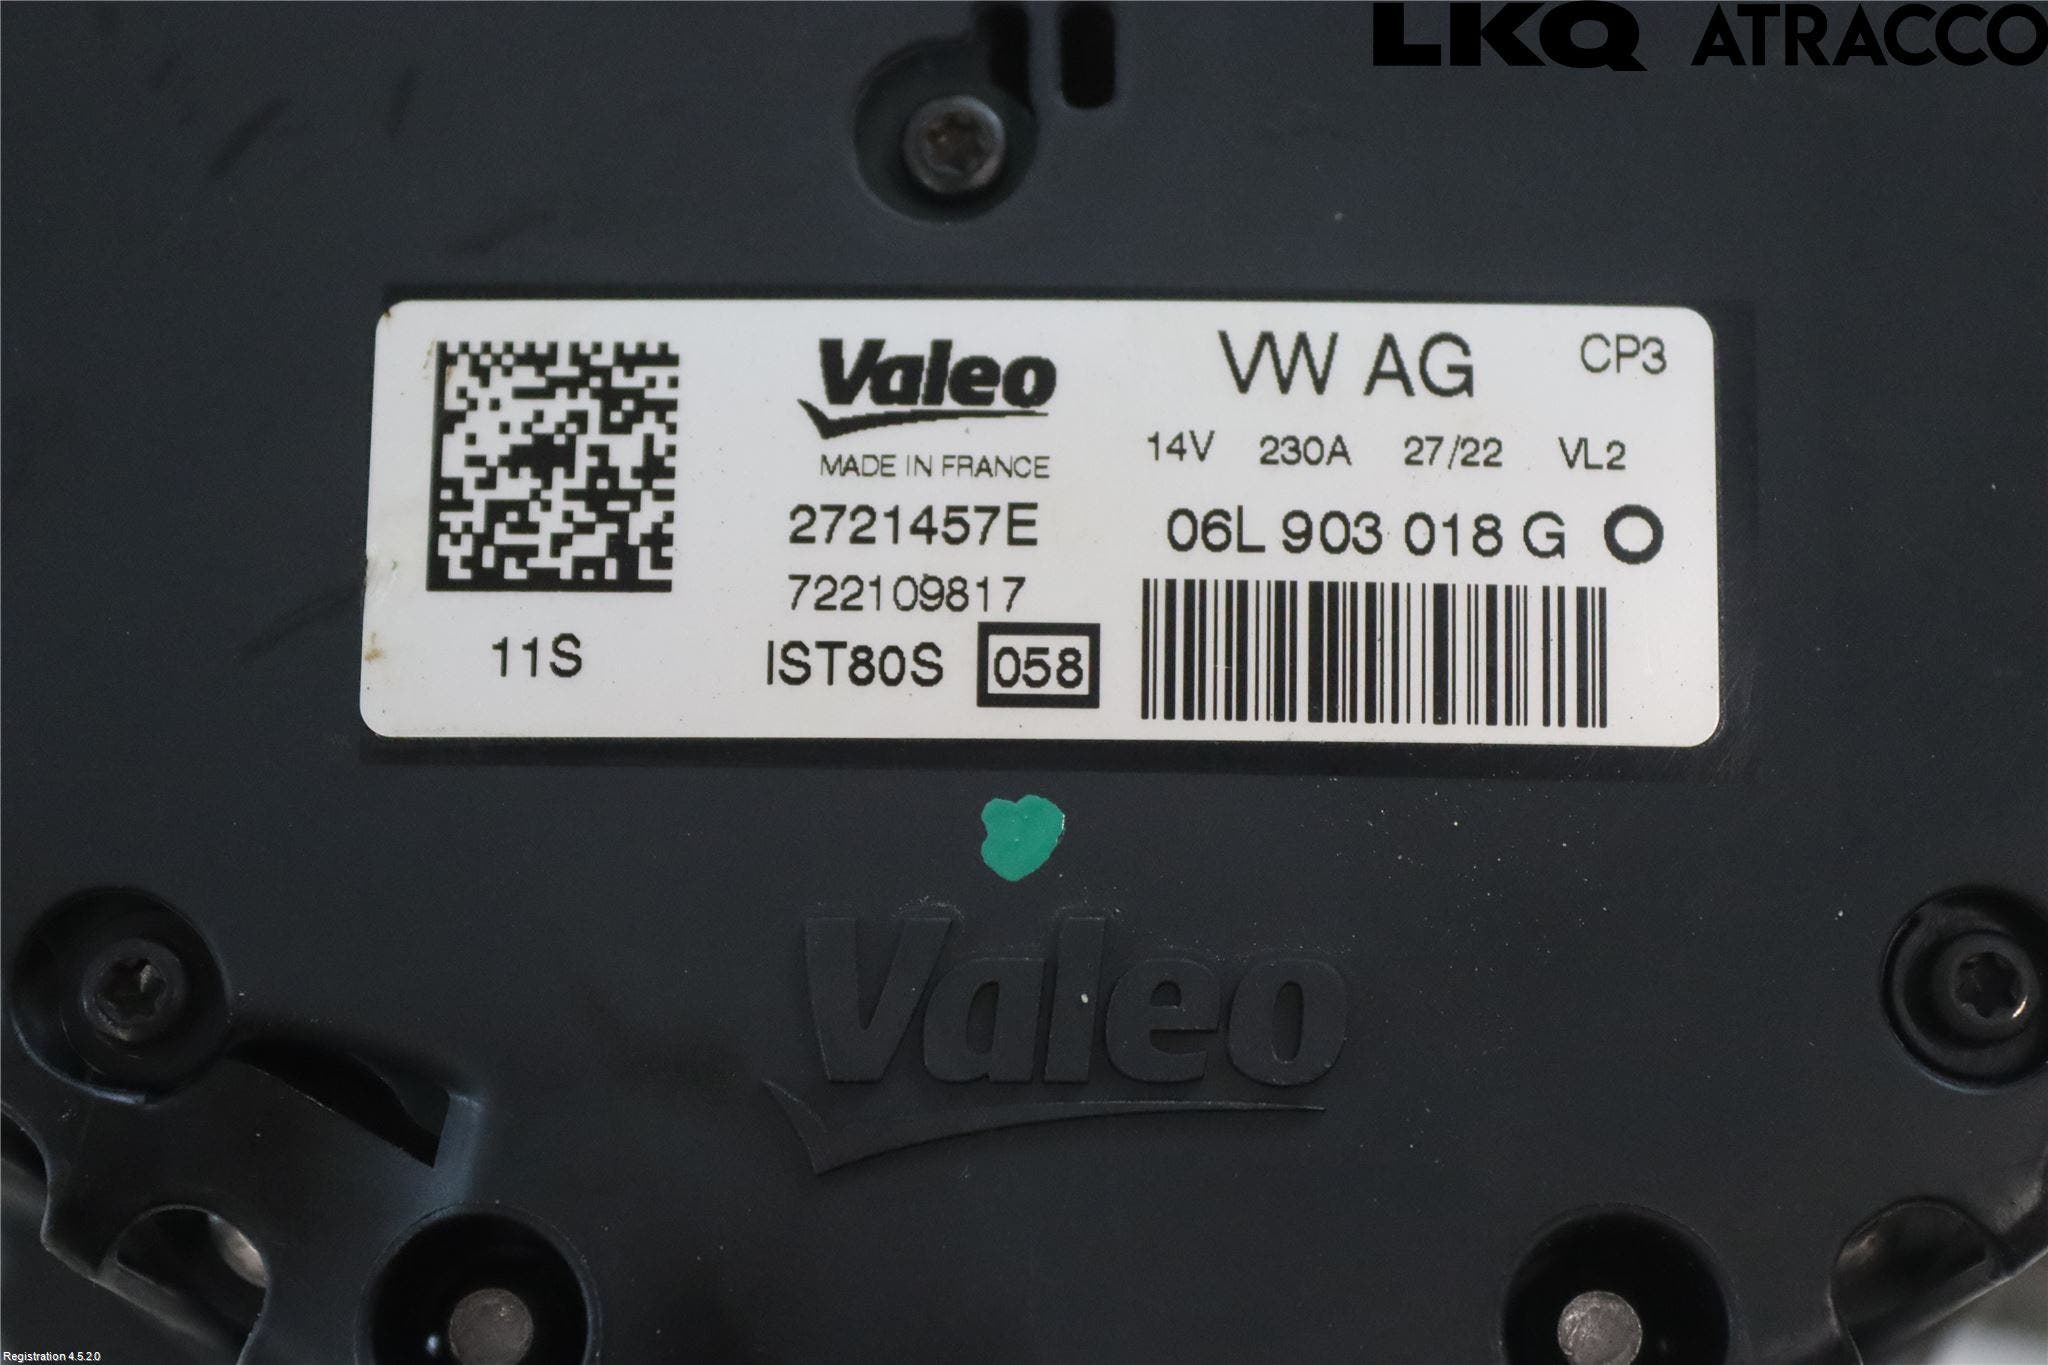 LKQ ATRACCO
Valeo
MADE IN FRANCE
2721457E
722109817
IST80S 058
11S
VW AG CP3
14V 230A 27/22 VL2
06L 903 018 G O
Valeo
Registration 4.5.2.0